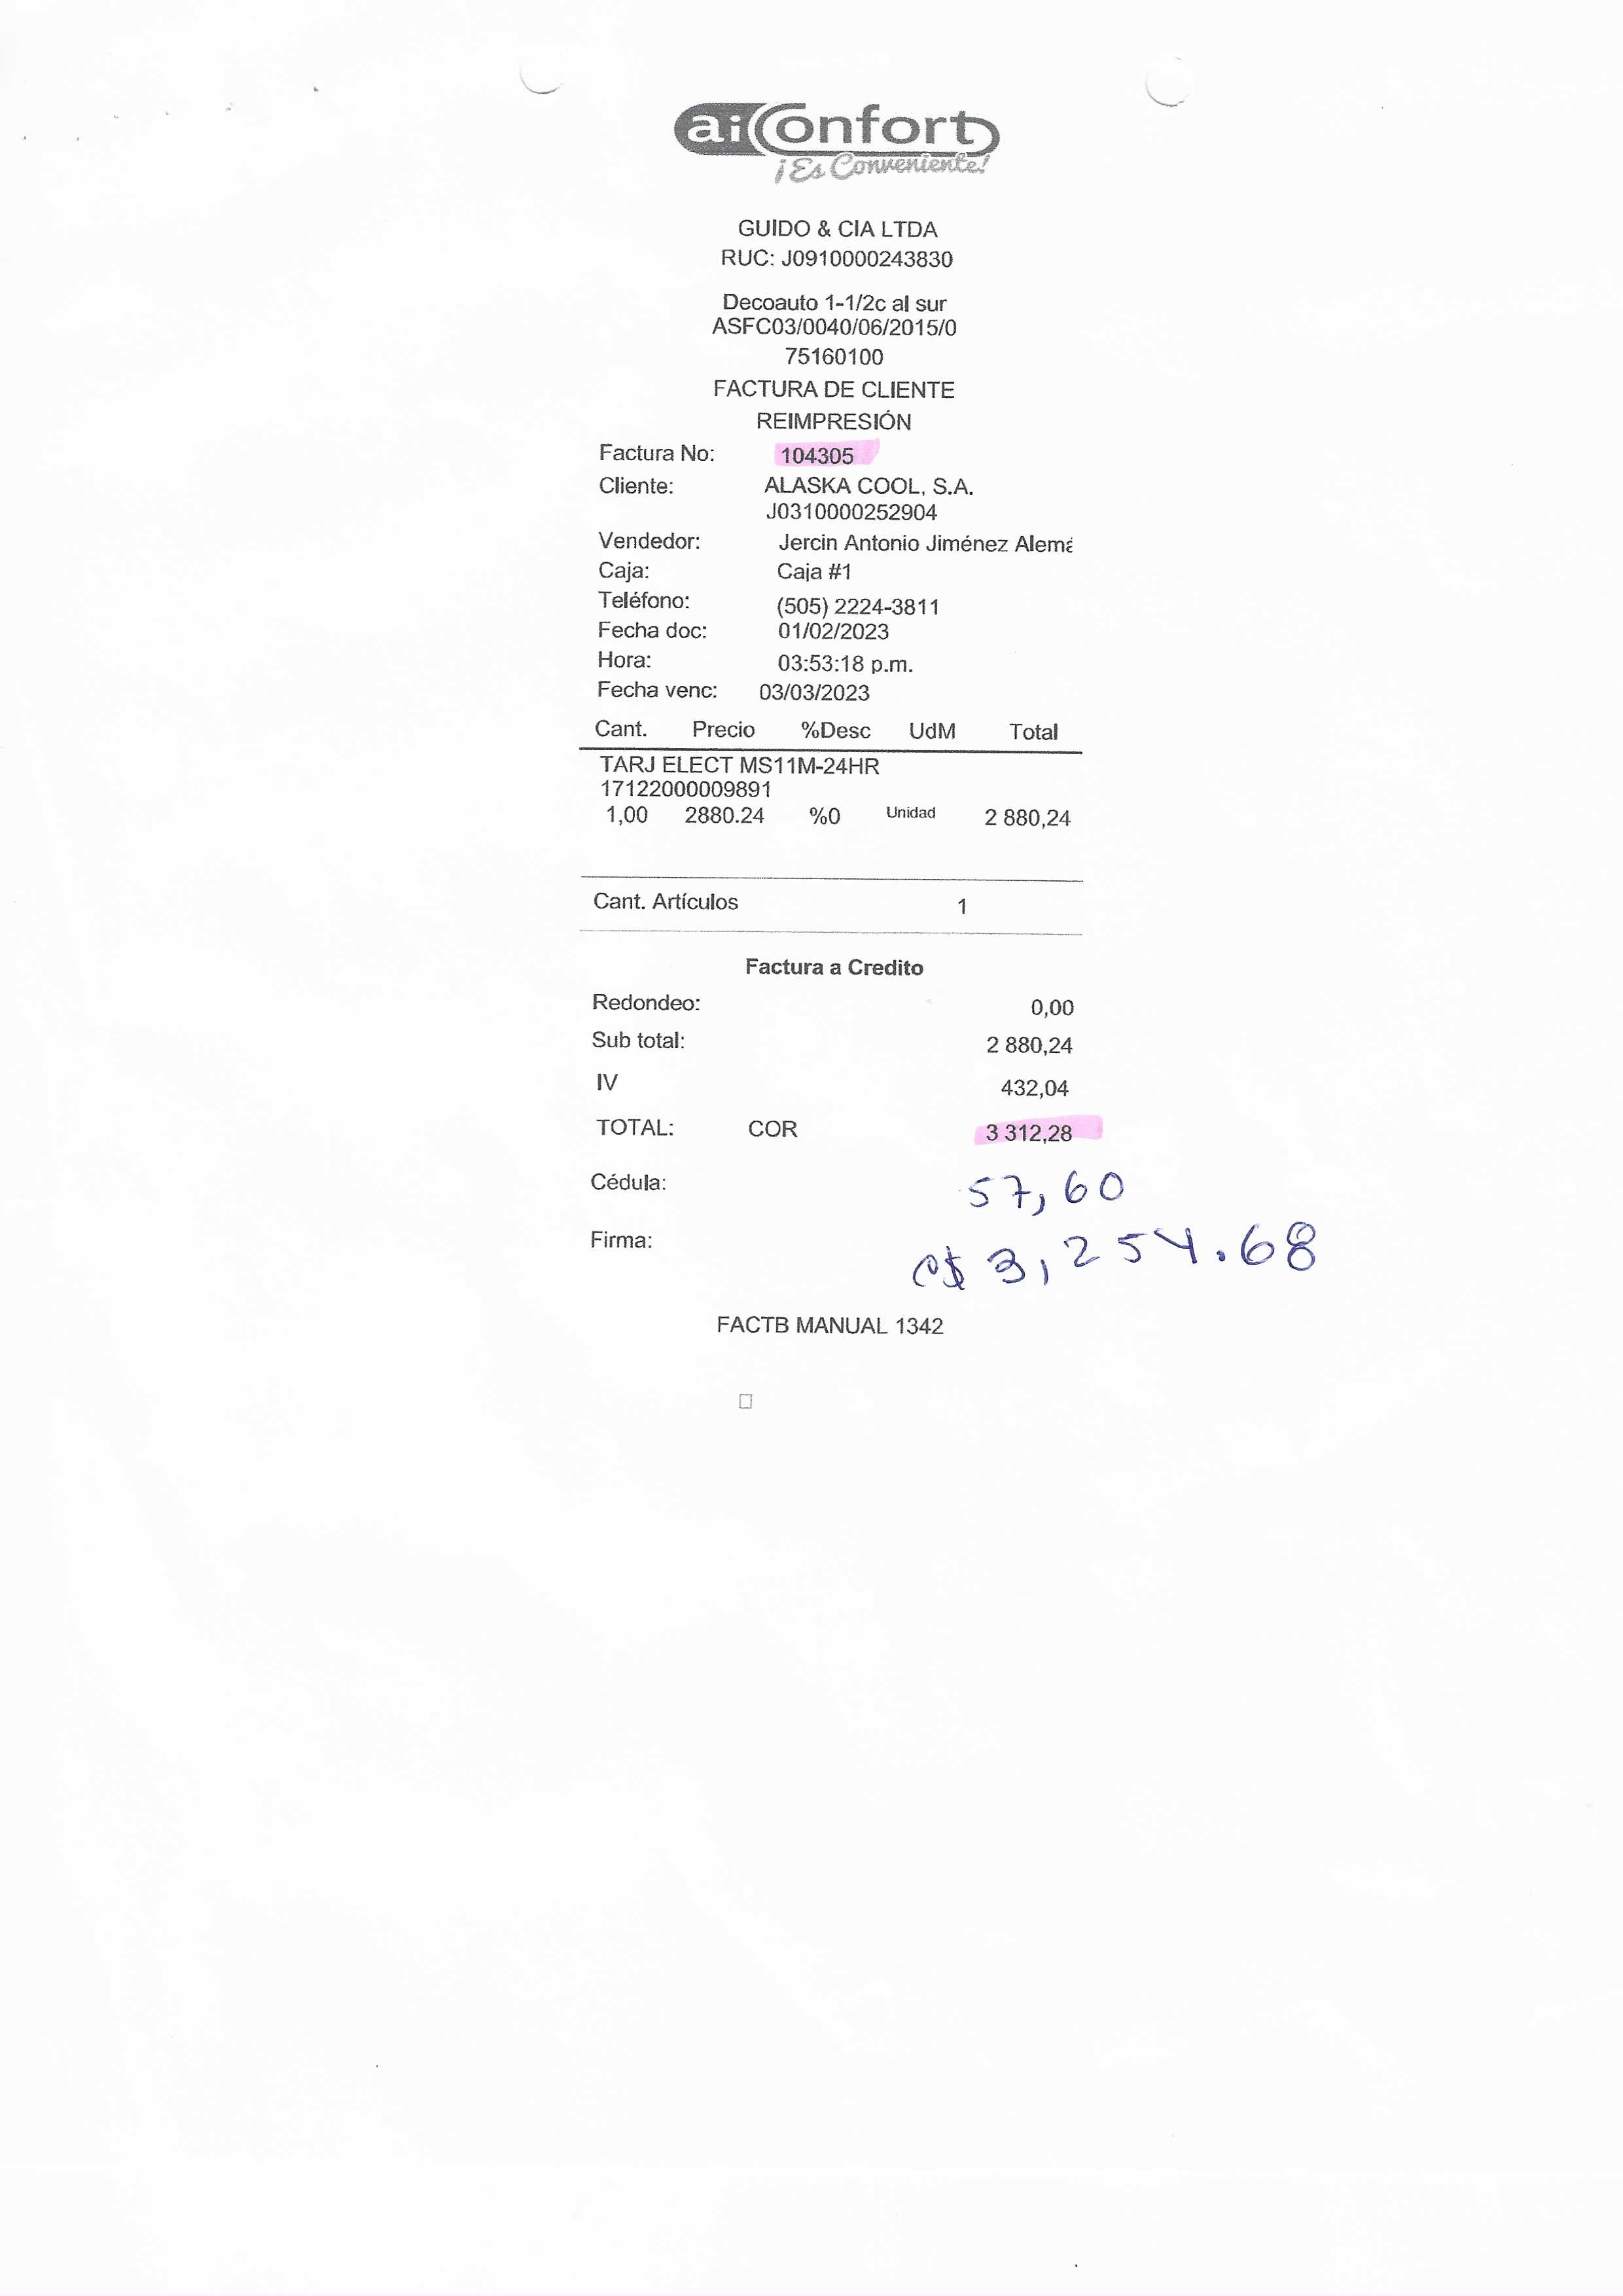 aiConfort
¡Es Conveniente!
GUIDO & CIA LTDA
RUC: J0910000243830
Decoauto 1-1/2c al sur
ASFC03/0040/06/2015/0
75160100
FACTURA DE CLIENTE
REIMPRESIÓN
Factura No: 104305
Cliente: ALASKA COOL, S.A.
J0310000252904
Vendedor: Jercin Antonio Jiménez Alemá
Caja: Caja #1
Teléfono: (505) 2224-3811
Fecha doc: 01/02/2023
Hora: 03:53:18 p.m.
Fecha venc: 03/03/2023
Cant. Precio %Desc UdM Total
TARJ ELECT MS11M-24HR
17122000009891
1,00 2880.24 %0 Unidad 2 880,24
Cant. Artículos 1
Factura a Credito
Redondeo: 0,00
Sub total: 2 880,24
IV 432,04
TOTAL: COR 3 312,28
Cédula: 57,60
Firma: C$ 3,254.68
FACTB MANUAL 1342